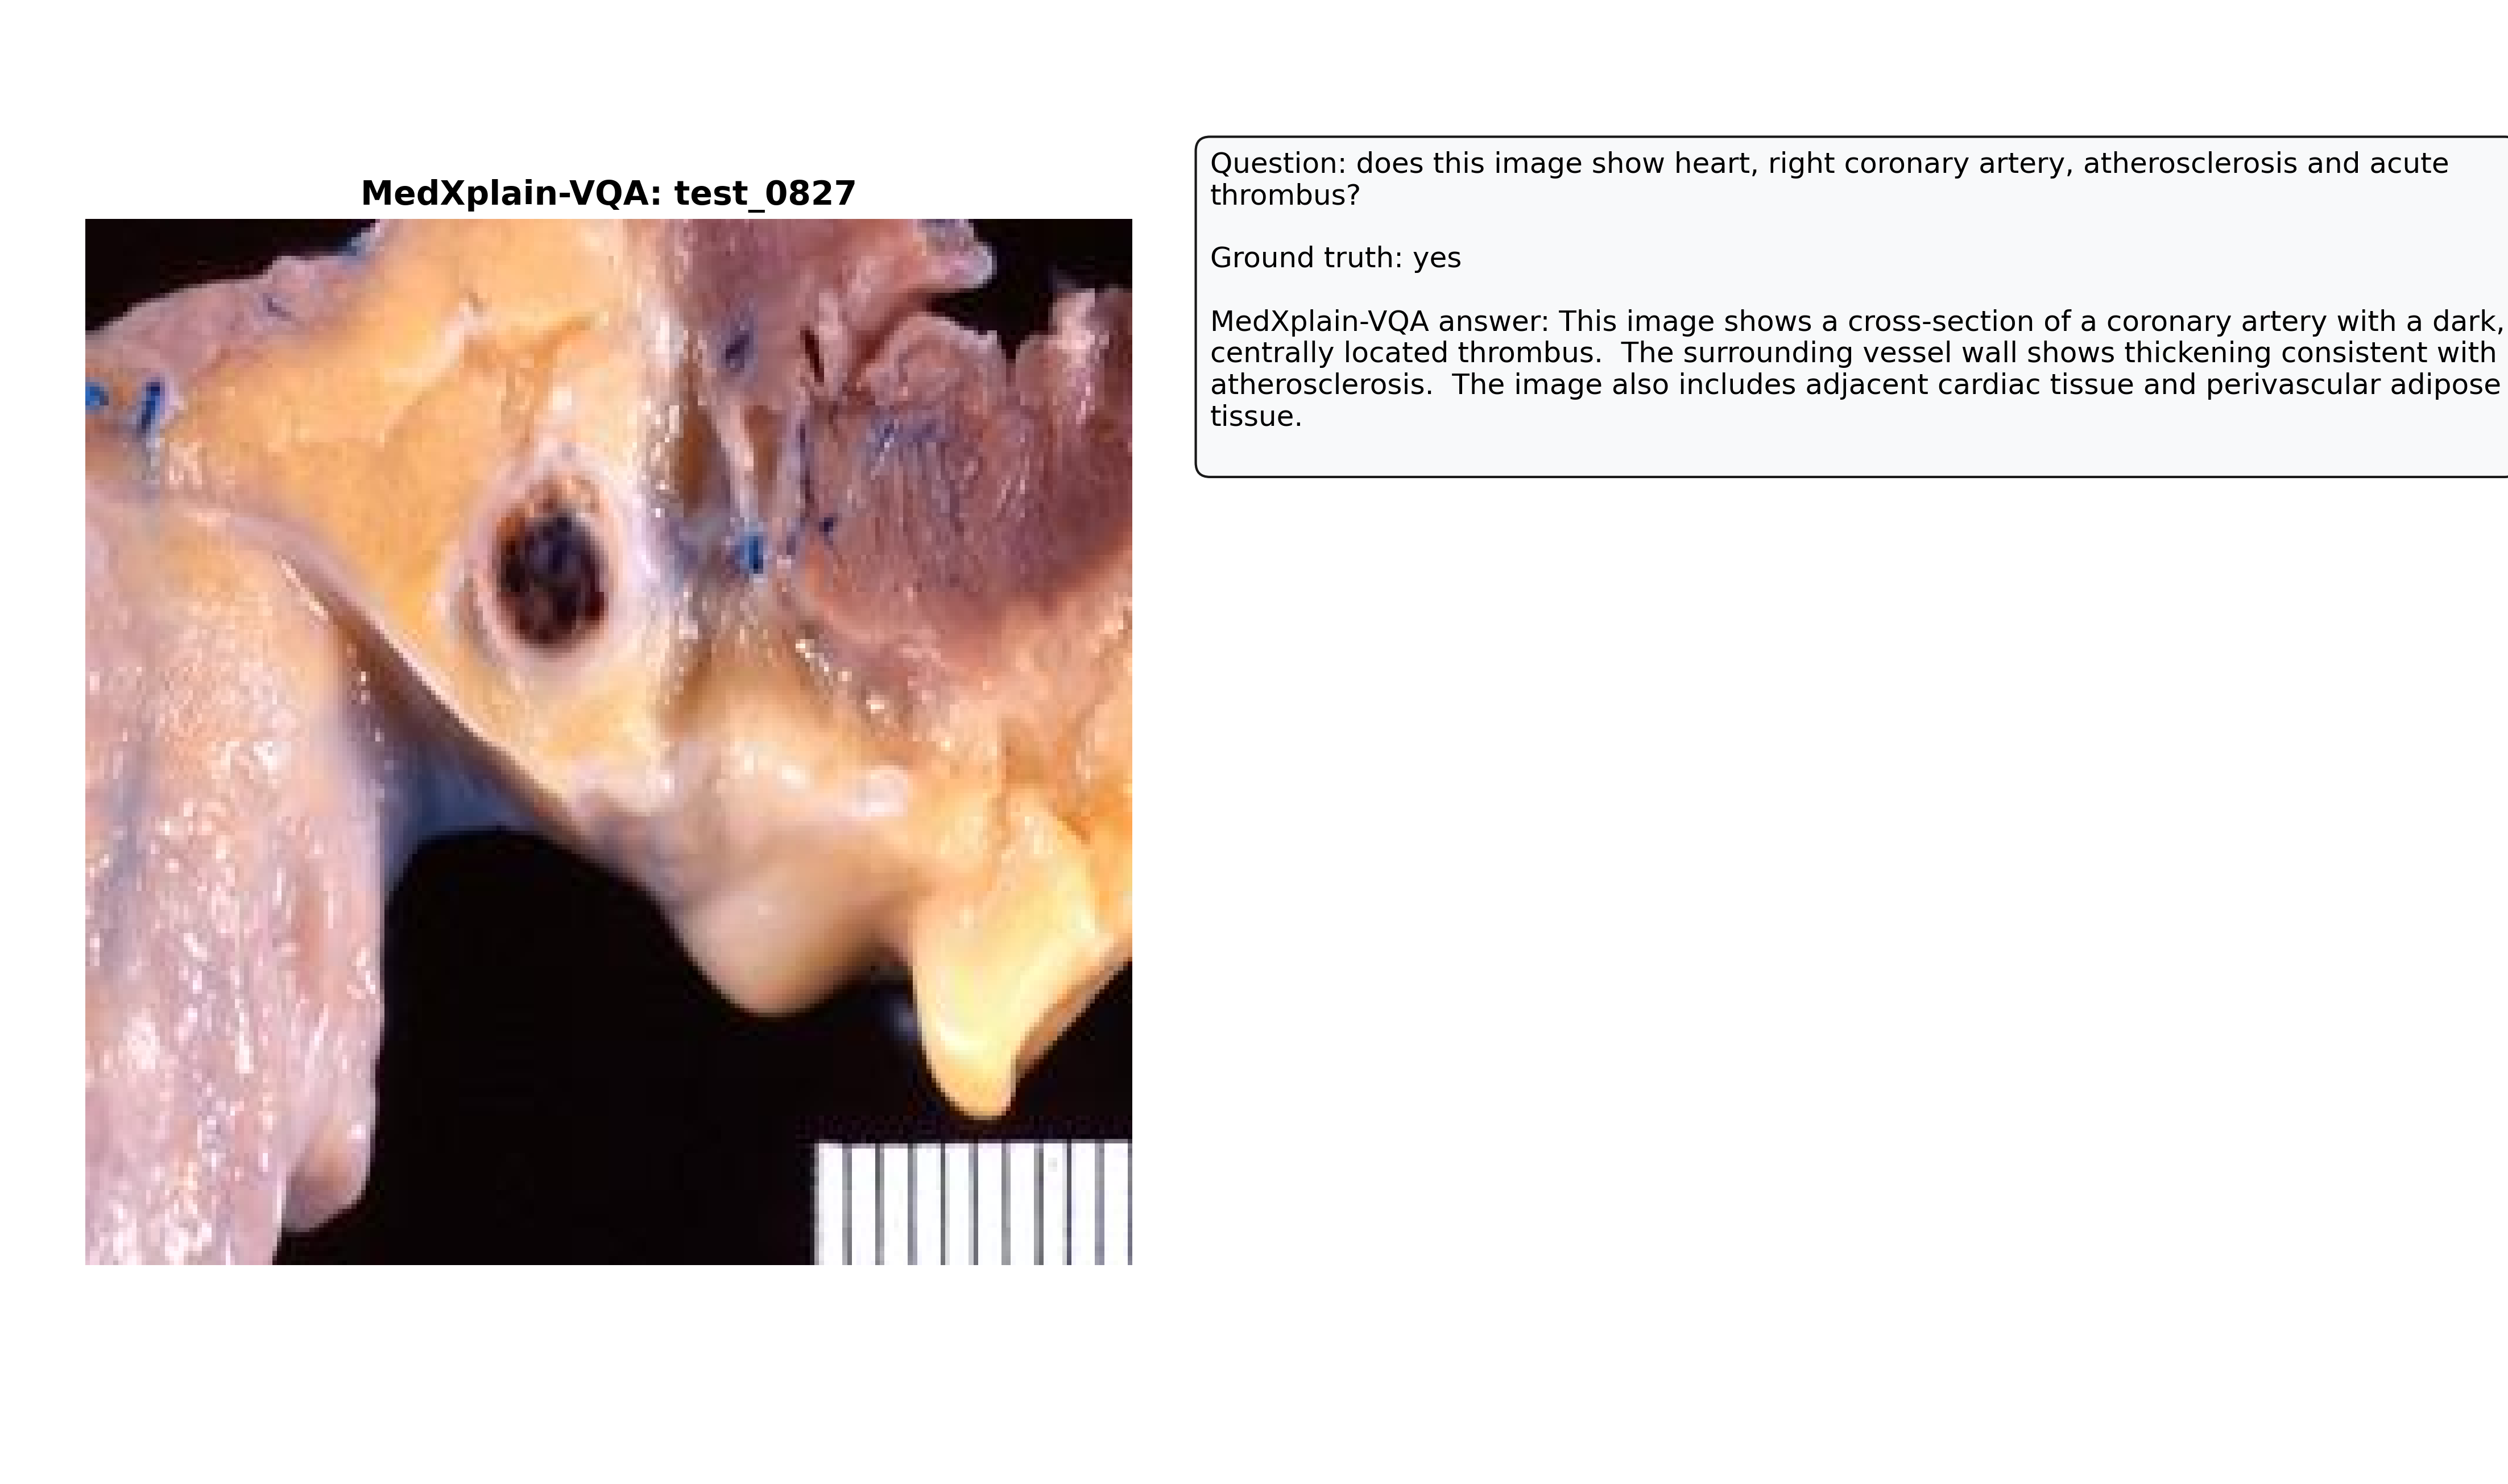 MedXplain-VQA: test_0827
Question: does this image show heart, right coronary artery, atherosclerosis and acute
thrombus?
Ground truth: yes
MedXplain-VQA answer: This image shows a cross-section of a coronary artery with a dark,
centrally located thrombus.  The surrounding vessel wall shows thickening consistent with
atherosclerosis.  The image also includes adjacent cardiac tissue and perivascular adipose
tissue.